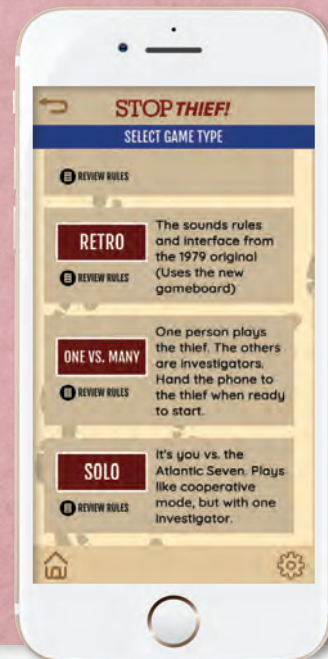 STOP THIEF!
SELECT GAME TYPE
REVIEW RULES
RETRO
REVIEW RULES
The sounds rules
and interface from
the 1979 original
(Uses the new
gameboard)
ONE VS. MANY
REVIEW RULES
One person plays
the thief. The others
are investigators.
Hand the phone to
the thief when ready
to start.
SOLO
REVIEW RULES
It's you vs. the
Atlantic Seven. Plays
like cooperative
mode, but with one
investigator.